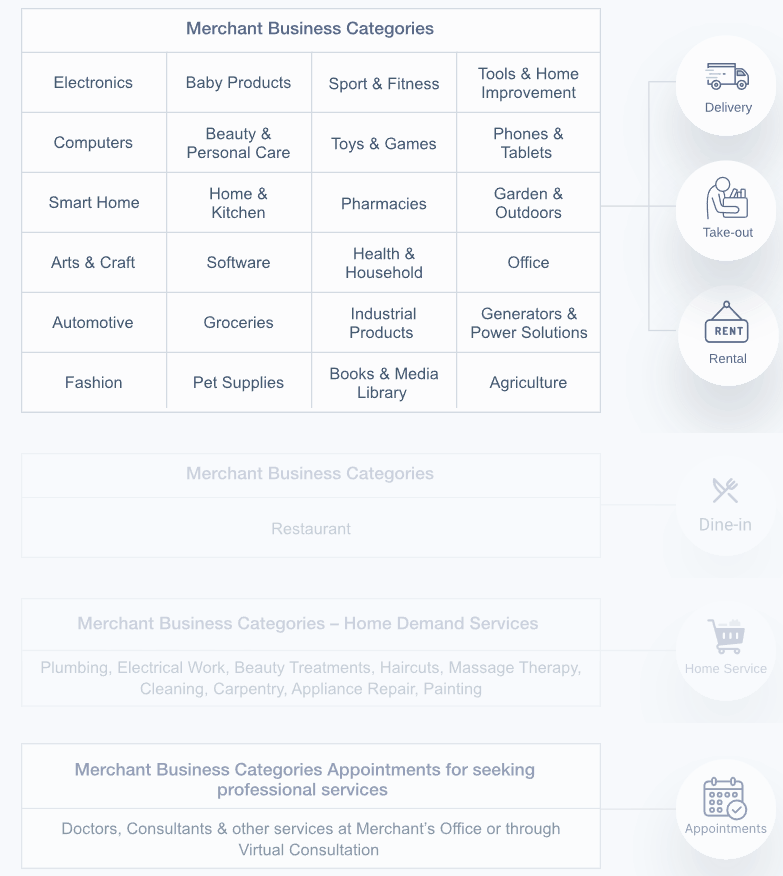 Merchant Business Categories
Electronics
Baby Products
Sport & Fitness
Tools & Home
Improvement
Computers
Beauty &
Personal Care
Toys & Games
Phones &
Tablets
Smart Home
Home &
Kitchen
Pharmacies
Garden &
Outdoors
Arts & Craft
Software
Health &
Household
Office
Automotive
Groceries
Industrial
Products
Generators &
Power Solutions
Fashion
Pet Supplies
Books & Media
Library
Agriculture
Delivery
Take-out
RENT
Rental
Merchant Business Categories
Restaurant
Dine-in
Merchant Business Categories – Home Demand Services
Plumbing, Electrical Work, Beauty Treatments, Haircuts, Massage Therapy,
Cleaning, Carpentry, Appliance Repair, Painting
Home Service
Merchant Business Categories Appointments for seeking
professional services
Doctors, Consultants & other services at Merchant's Office or through
Virtual Consultation
Appointments